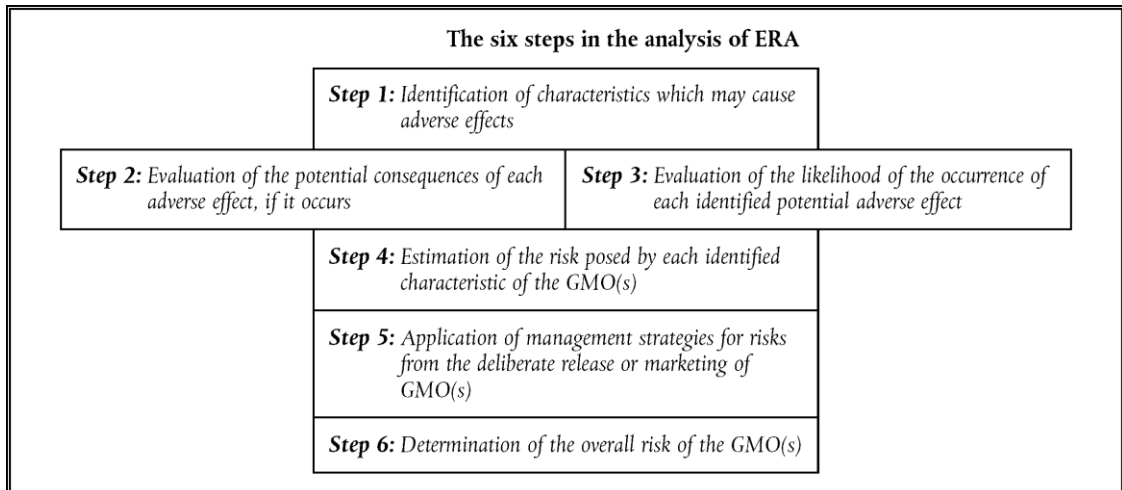 The six steps in the analysis of ERA
Step 1: Identification of characteristics which may cause
adverse effects
Step 2: Evaluation of the potential consequences of each
adverse effect, if it occurs
Step 3: Evaluation of the likelihood of the occurrence of
each identified potential adverse effect
Step 4: Estimation of the risk posed by each identified
characteristic of the GMO(s)
Step 5: Application of management strategies for risks
from the deliberate release or marketing of
GMO(s)
Step 6: Determination of the overall risk of the GMO(s)